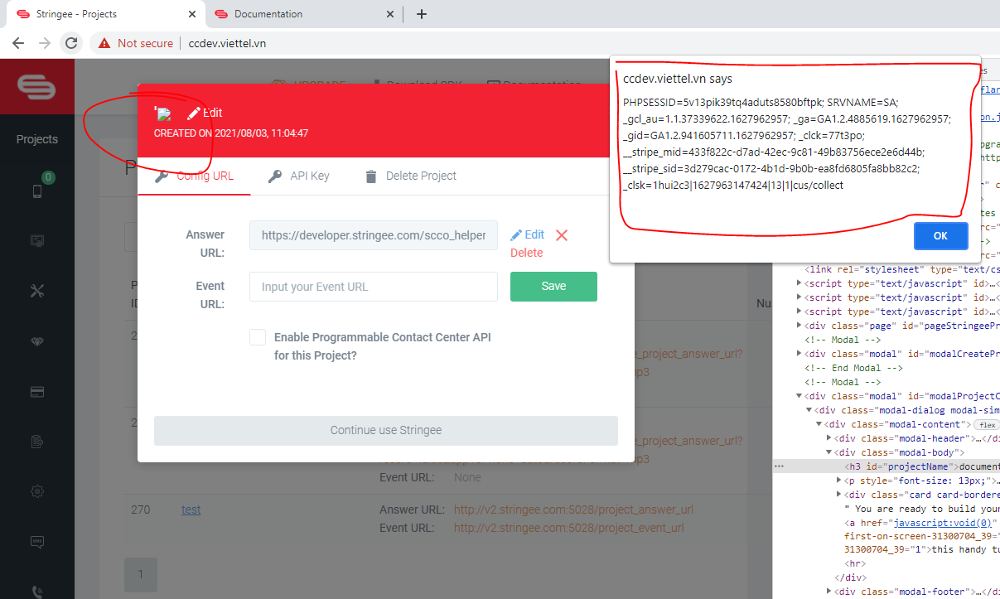 Stringee - Projects
Documentation
Not secure
ccdev.viettel.vn
Projects
0
UPGRADE
Download SDK
Documentation
Edit
CREATED ON 2021/08/03, 11:04:47
Config URL
API Key
Delete Project
Answer URL:
https://developer.stringee.com/scco_helper
Edit
Delete
Event URL:
Input your Event URL
Save
Enable Programmable Contact Center API
for this Project?
Continue use Stringee
ccdev.viettel.vn says
PHPSESSID=5v13pik39tq4aduts8580bftpk; SRVNAME=SA;
_gcl_au=1.1.37339622.1627962957; _ga=GA1.2.4885619.1627962957;
_gid=GA1.2.941605711.1627962957; _clck=77t3po;
__stripe_mid=433f822c-d7ad-42ec-9c81-49b83756ece2e6d44b;
__stripe_sid=3d279cac-0172-4b1d-9b0b-ea8fd6805fa8bb82c2;
_clsk=1hui2c3|1627963147424|13|1|cus/collect
OK
e_project_answer_url?
p3
e_project_answer_url?
mp3
Event URL: None
270 test Answer URL: http://v2.stringee.com:5028/project_answer_url
Event URL: http://v2.stringee.com:5028/project_event_url
1
<link rel="stylesheet" type="text/cs
<script type="text/javascript" id>…</
<script type="text/javascript" id>…</
<script type="text/javascript" id>…</
<div class="page" id="pageStringeePr
<!-- Modal -->
<div class="modal" id="modalCreatePr
<!-- End Modal -->
<!-- Modal -->
<div class="modal" id="modalProjectC
<div class="modal-dialog modal-sim
<div class="modal-content"> flex
<div class="modal-header">…</di
<div class="modal-body">
<h3 id="projectName">document
<p style="font-size: 13px;">…
<div class="card card-bordere
" You are ready to build your
<a href="javascript:void(0)"
first-on-screen-31300704_39="
31300704_39="1">this handy tu
<hr>
</div>
<div class="modal-footer">…</di